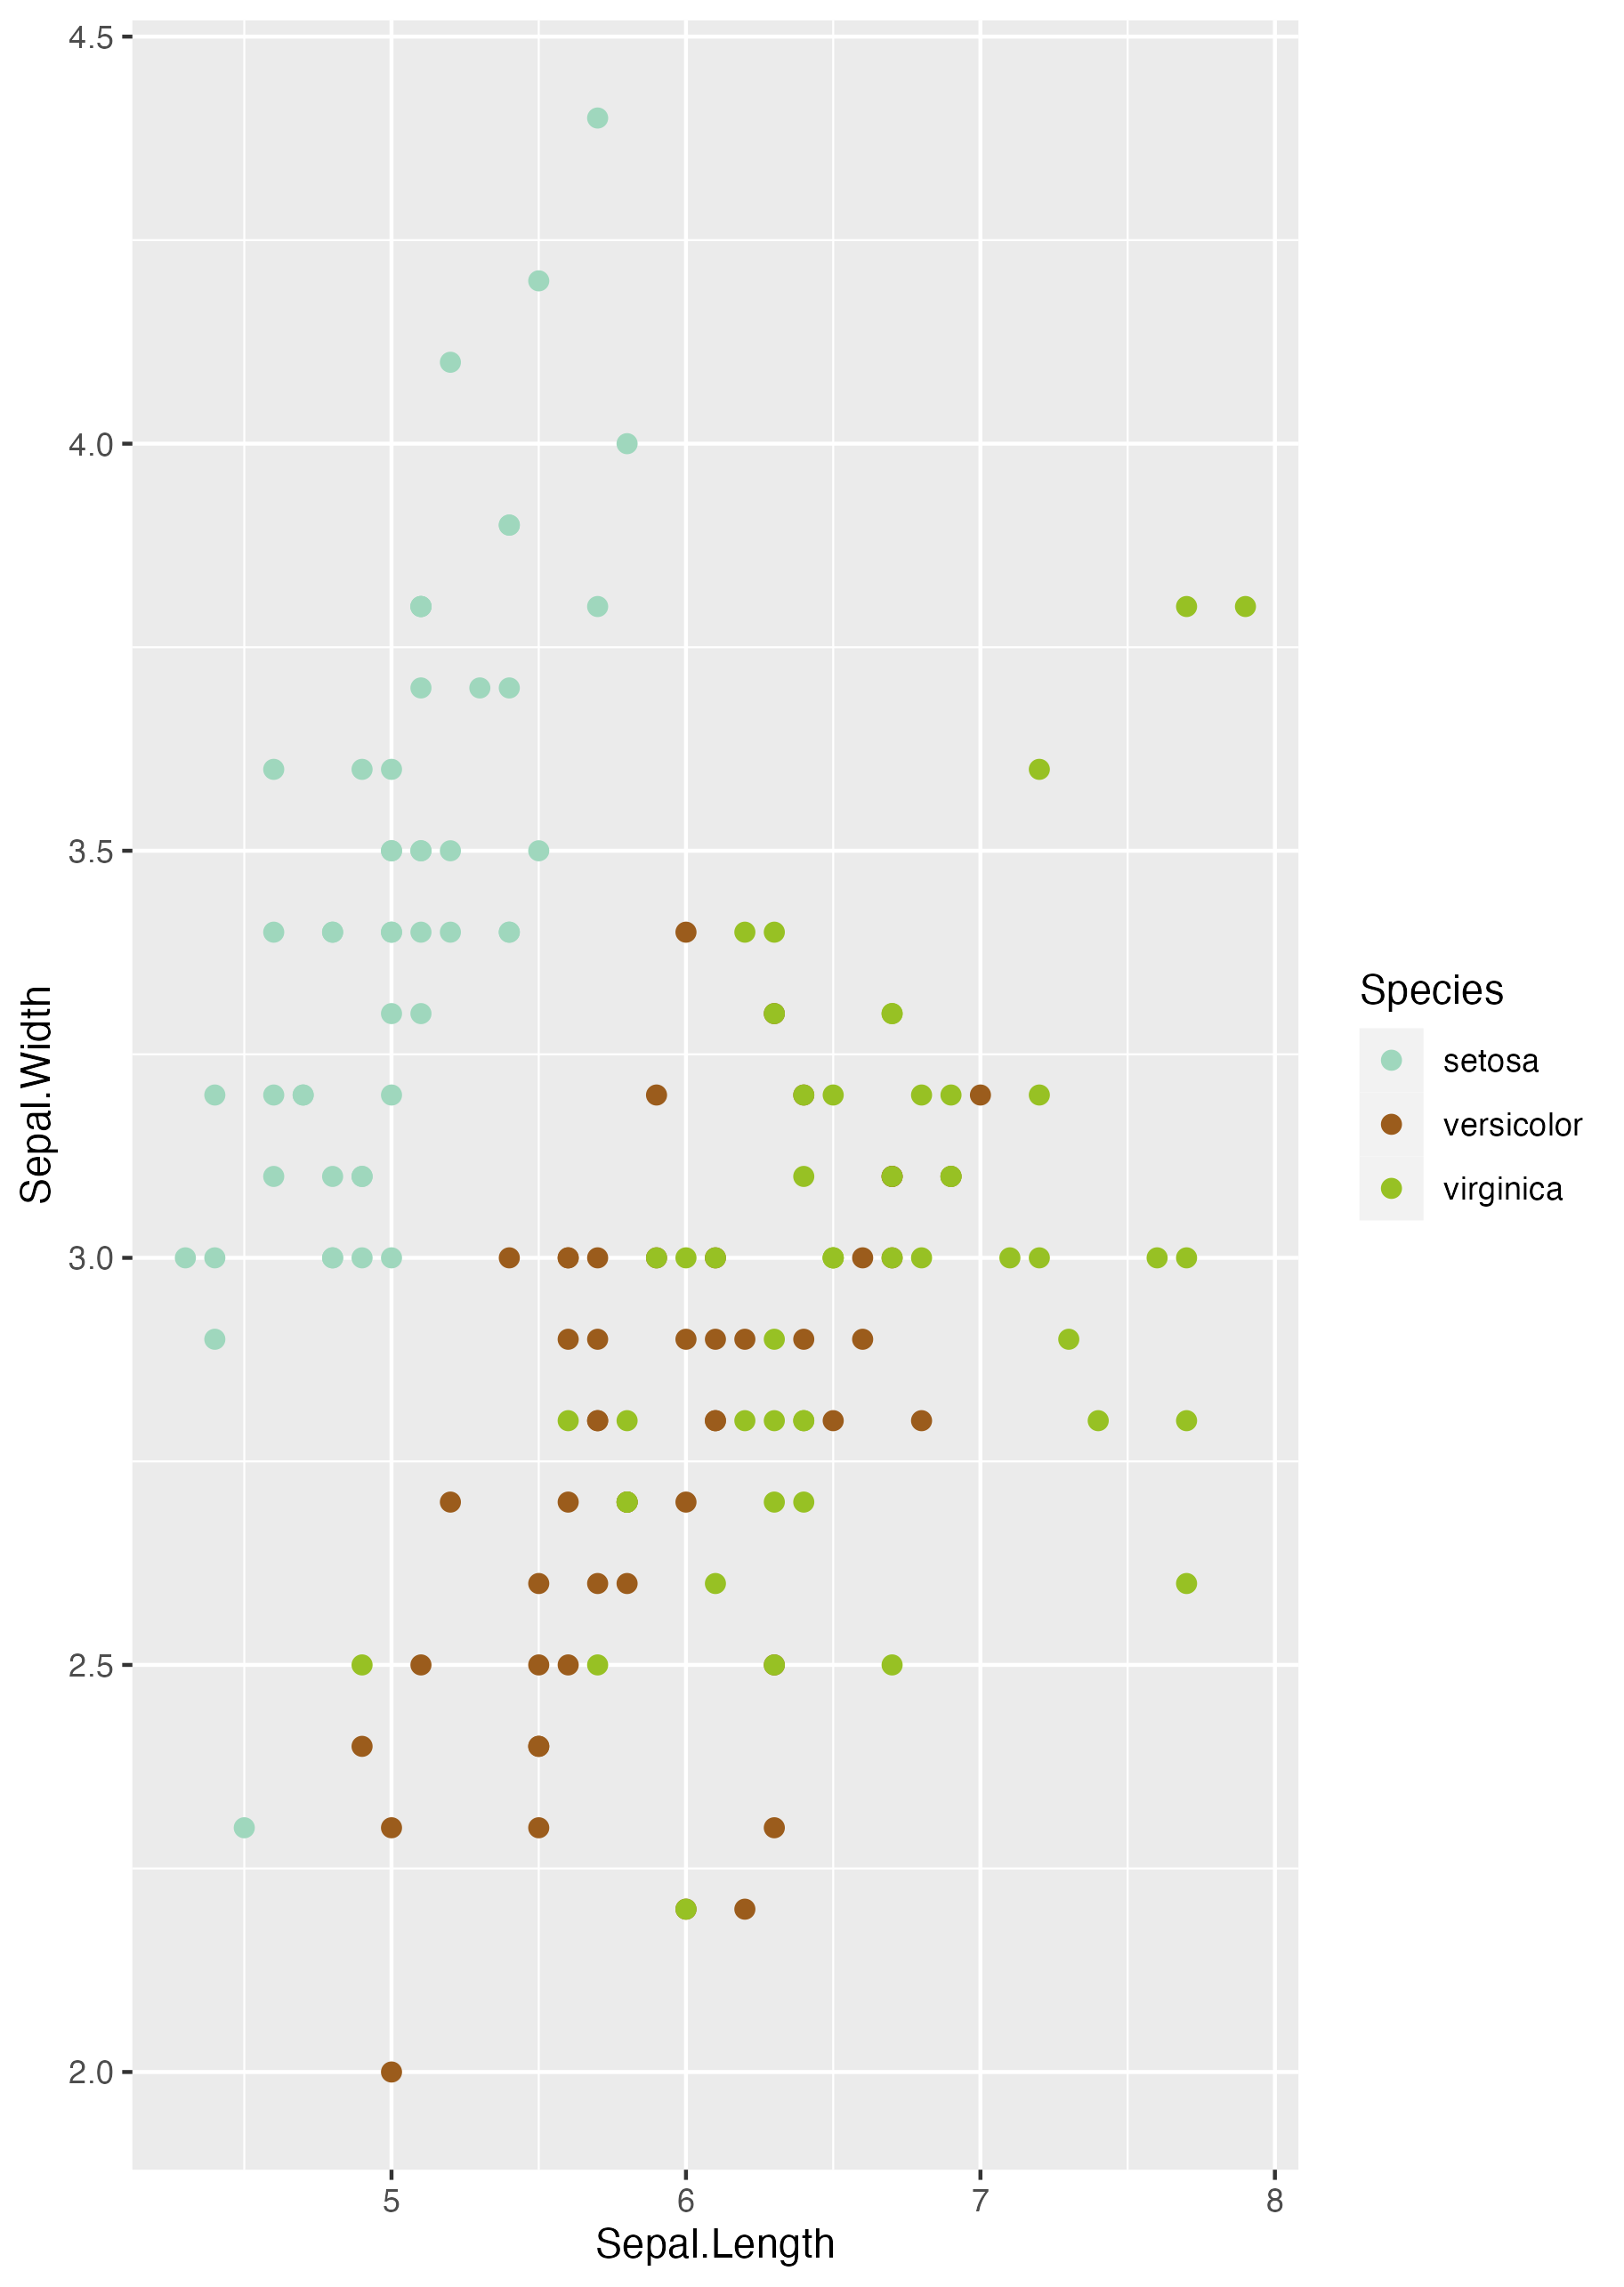 4.5
4.0
3.5
3.0
2.5
2.0
Sepal.Width
5 6 7 8
Sepal.Length
Species
setosa
versicolor
virginica